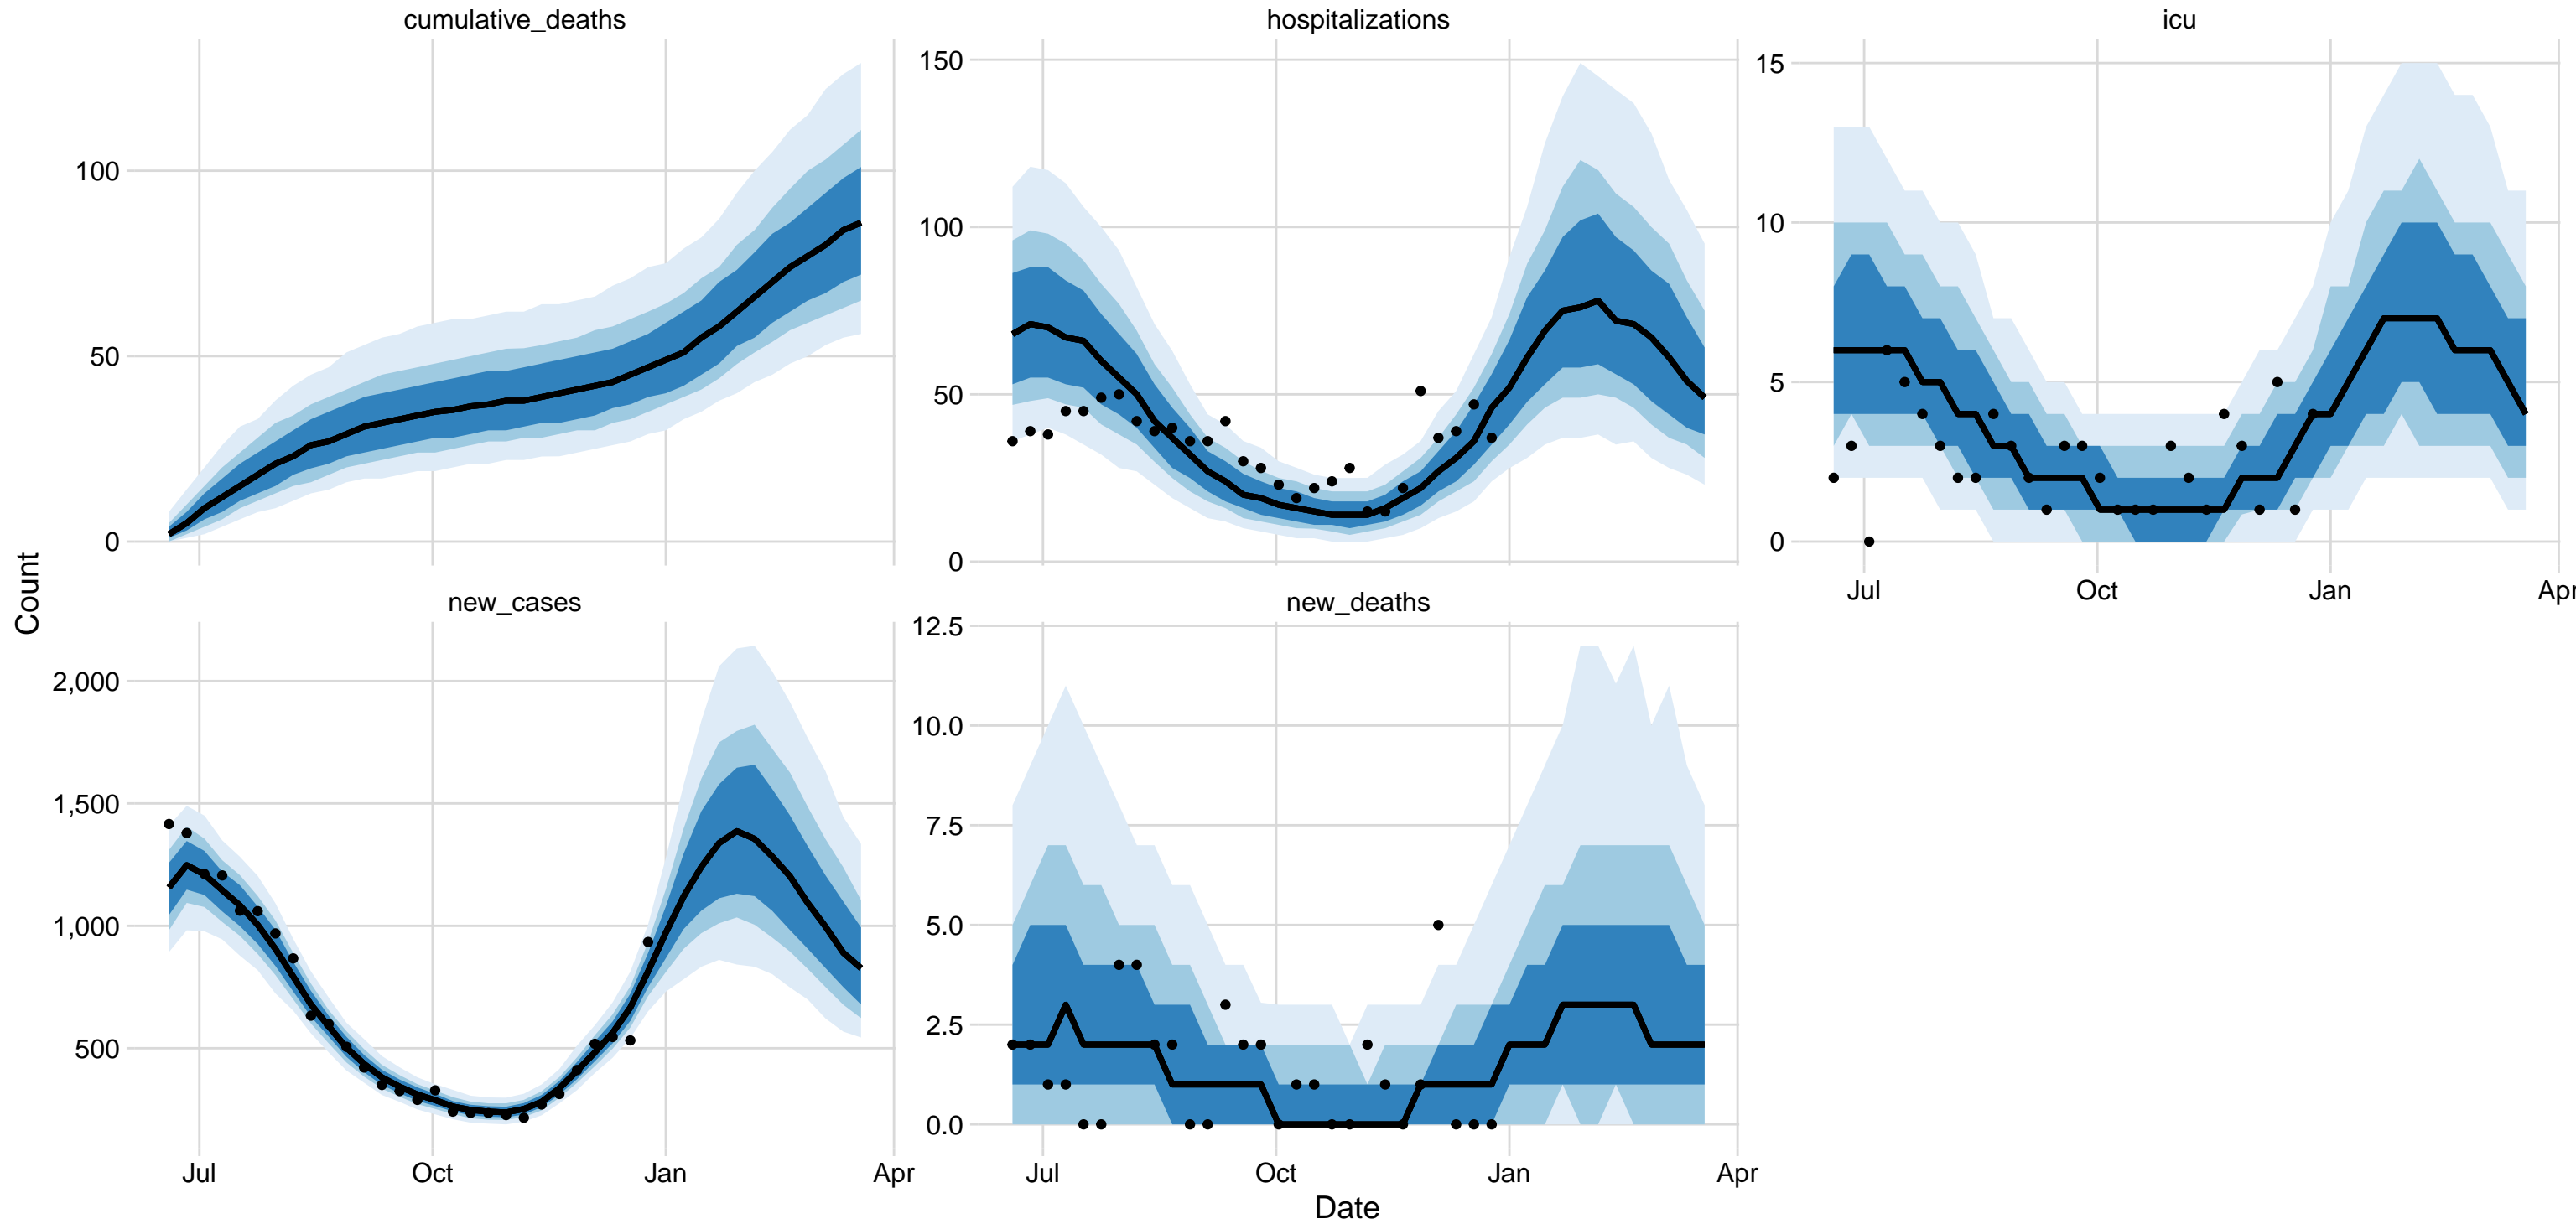 cumulative_deaths
hospitalizations
icu
100
50
0
150
100
50
0
15
10
5
0
Jul Oct Jan Apr
Count
new_cases
new_deaths
2,000
1,500
1,000
500
12.5
10.0
7.5
5.0
2.5
0.0
Jul Oct Jan Apr
Jul Oct Jan Apr
Date